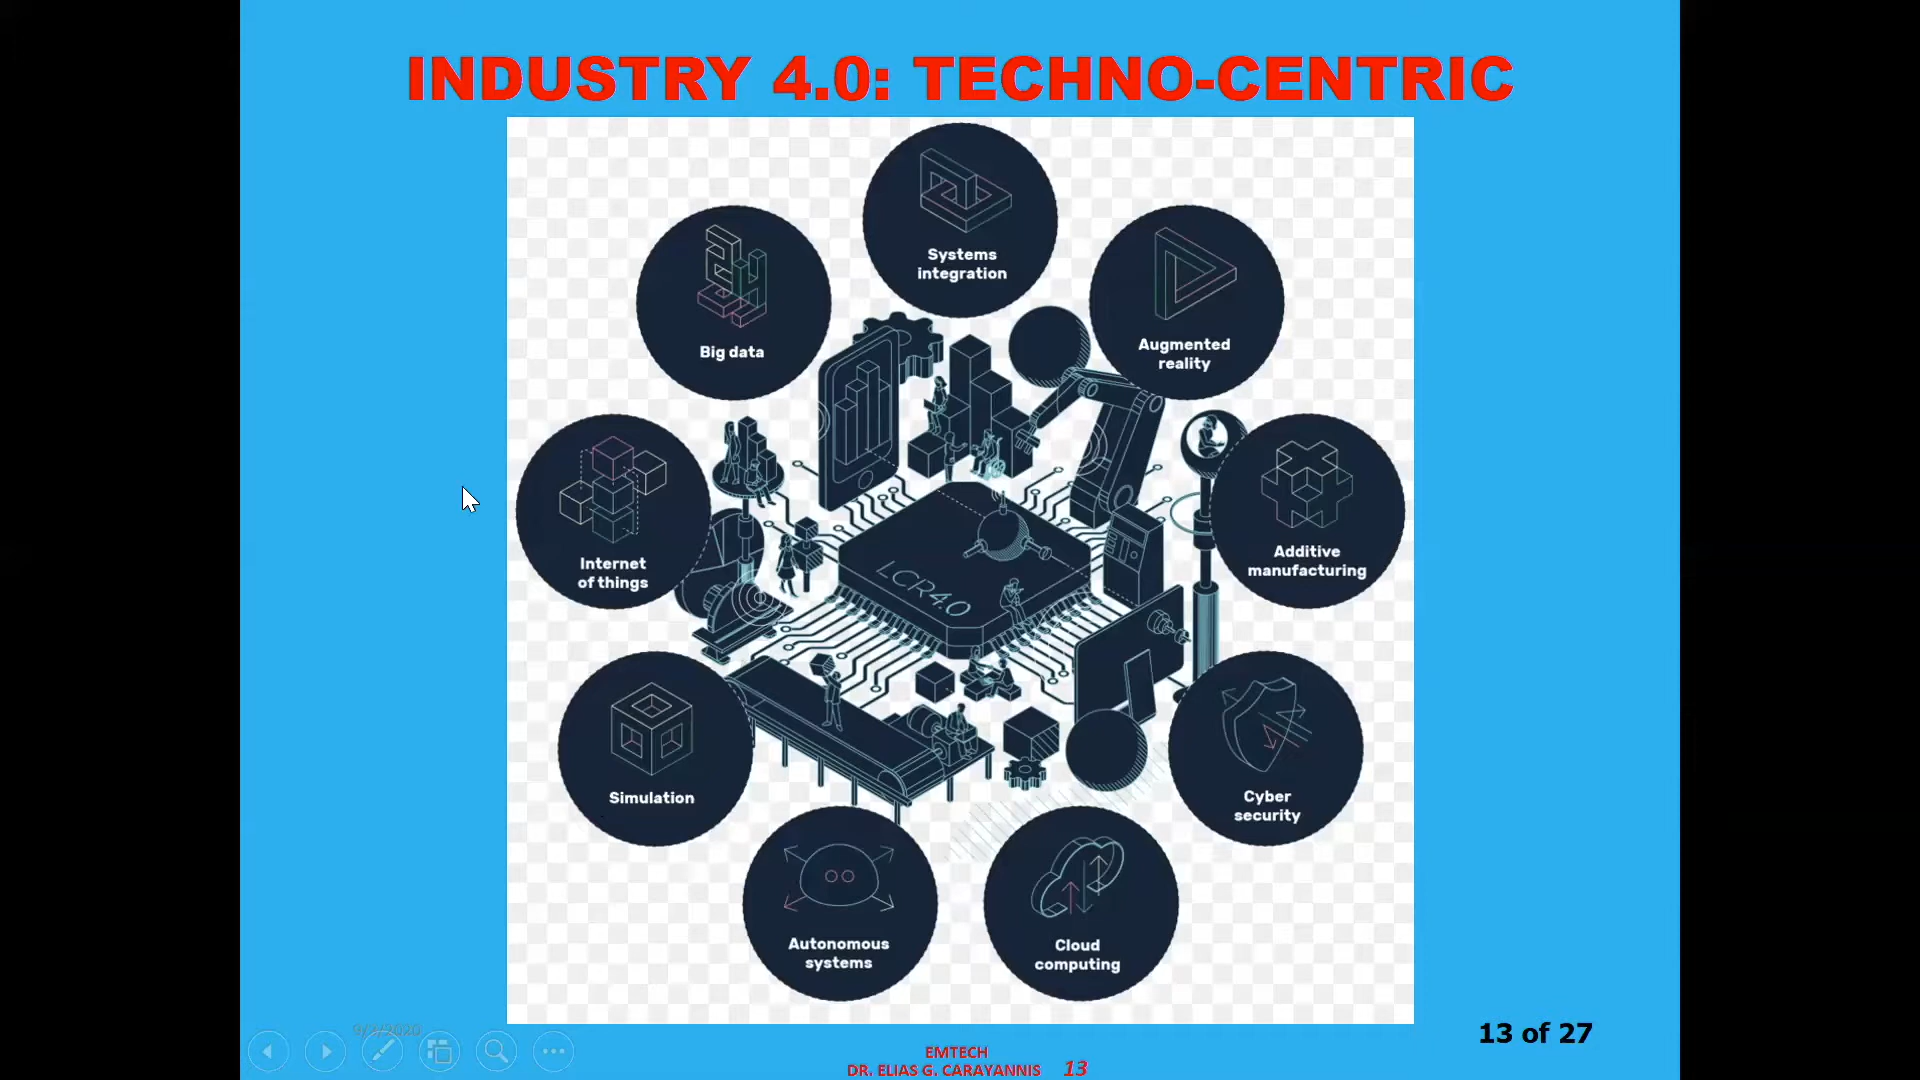 INDUSTRY 4.0: TECHNO-CENTRIC
Systems
integration
Big data
Augmented
reality
Internet
of things
Additive
manufacturing
LCR4.0
Simulation
Cyber
security
Autonomous
systems
Cloud
computing
13 of 27
EMTECH
DR. ELIAS G. CARAYANNIS 13